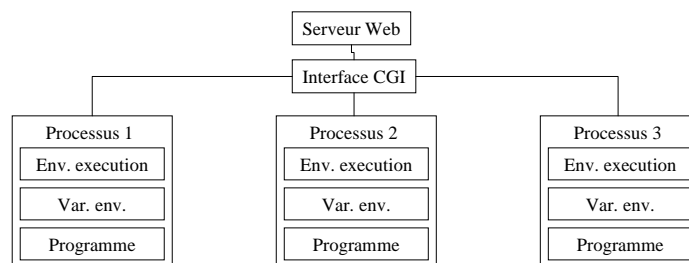 Serveur Web
Interface CGI
Processus 1
Env. execution
Var. env.
Programme
Processus 2
Env. execution
Var. env.
Programme
Processus 3
Env. execution
Var. env.
Programme